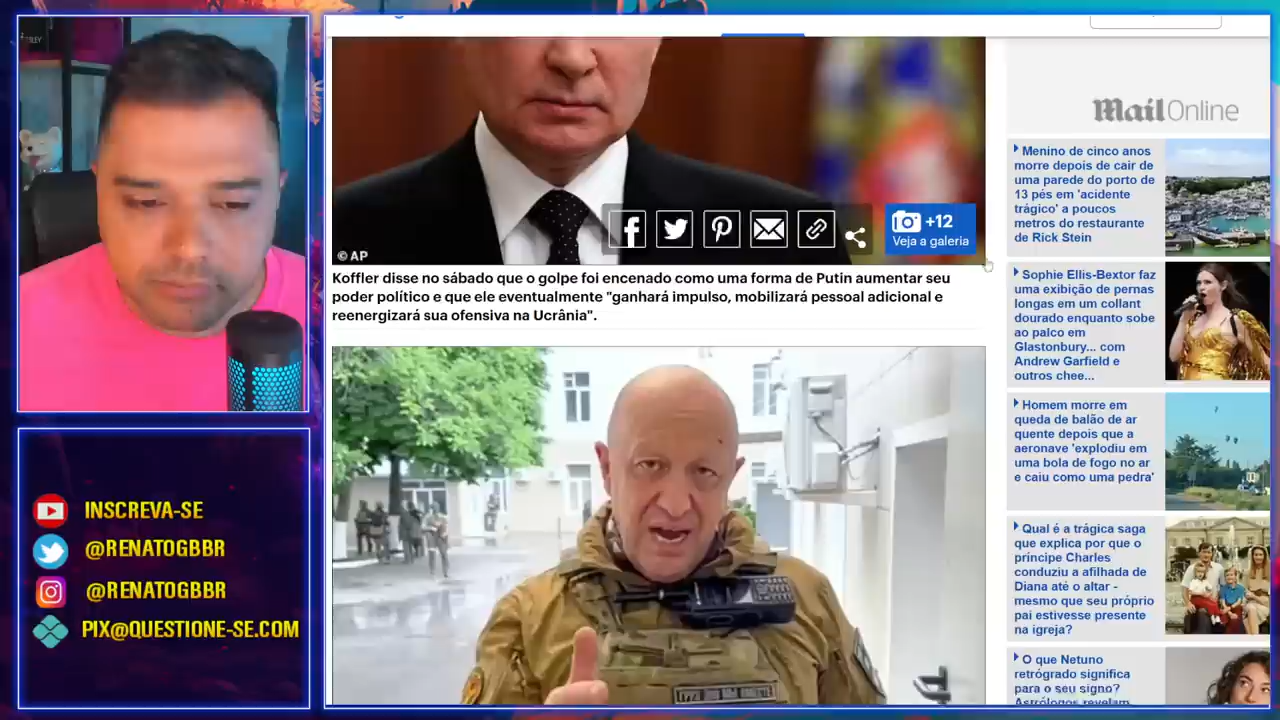 INSCREVA-SE
@RENATOGBBR
@RENATOGBBR
PIX@QUESTIONE-SE.COM
© AP
+12
Veja a galeria
Koffler disse no sábado que o golpe foi encenado como uma forma de Putin aumentar seu
poder político e que ele eventualmente "ganhará impulso, mobilizará pessoal adicional e
reenergizará sua ofensiva na Ucrânia".
Mail Online
Menino de cinco anos
morre depois de cair de
uma parede do porto de
13 pés em 'acidente
trágico' a poucos
metros do restaurante
de Rick Stein
Sophie Ellis-Bextor faz
uma exibição de pernas
longas em um collant
dourado enquanto sobe
ao palco em
Glastonbury... com
Andrew Garfield e
outros chee...
Homem morre em
queda de balão de ar
quente depois que a
aeronave 'explodiu em
uma bola de fogo no ar
e caiu como uma pedra'
Qual é a trágica saga
que explica por que o
príncipe Charles
conduziu a afilhada de
Diana até o altar -
mesmo que seu próprio
pai estivesse presente
na igreja?
O que Netuno
retrógrado significa
para o seu signo?
Astrólogos revelam